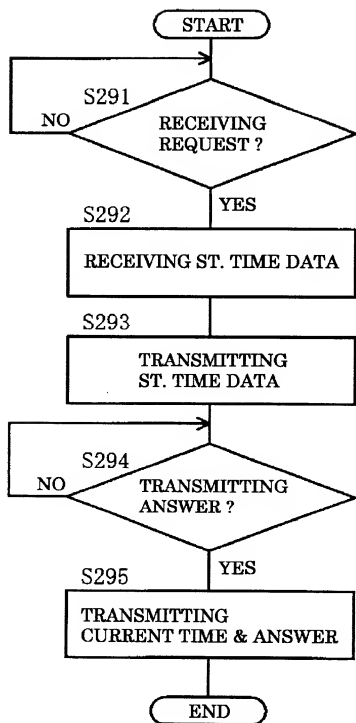 START
S291
NO
RECEIVING
REQUEST ?
YES
S292
RECEIVING ST. TIME DATA
S293
TRANSMITTING
ST. TIME DATA
S294
NO
TRANSMITTING
ANSWER ?
YES
S295
TRANSMITTING
CURRENT TIME & ANSWER
END